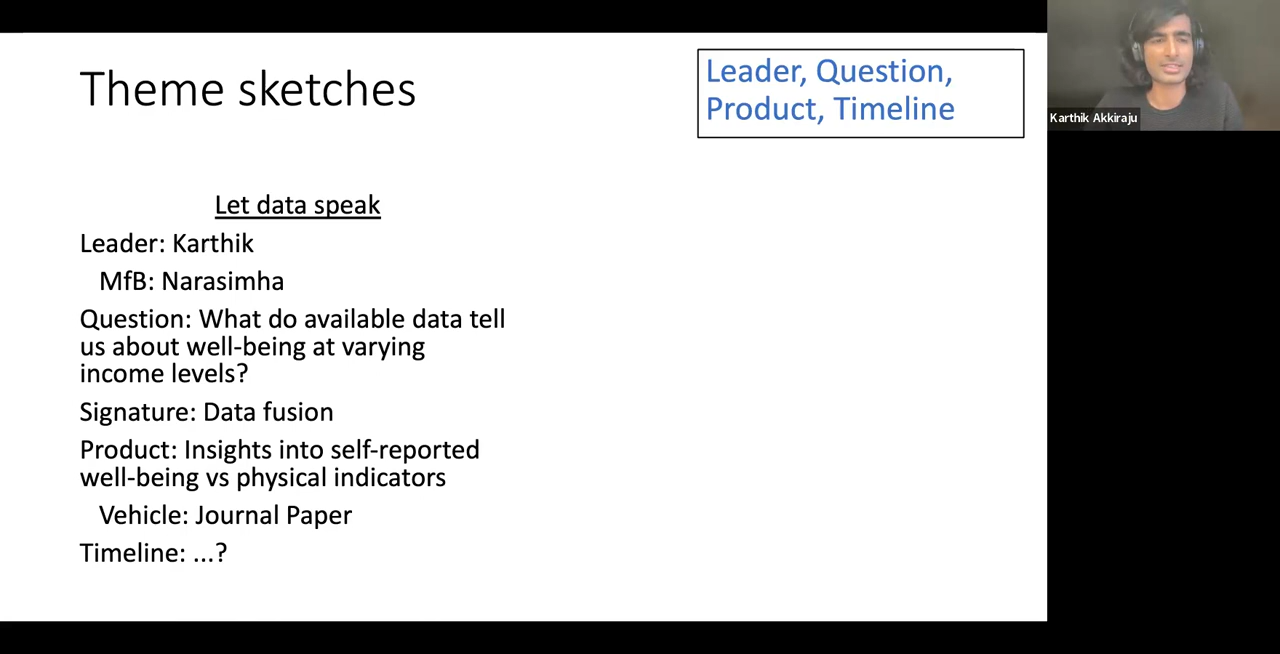 Theme sketches
Leader, Question,
Product, Timeline
Karthik Akkiraju
Let data speak
Leader: Karthik
MfB: Narasimha
Question: What do available data tell
us about well-being at varying
income levels?
Signature: Data fusion
Product: Insights into self-reported
well-being vs physical indicators
Vehicle: Journal Paper
Timeline: ...?